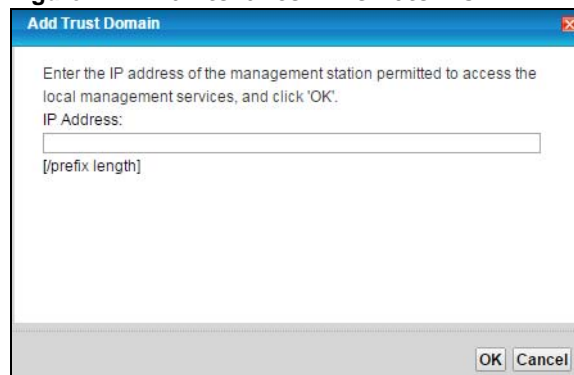 Add Trust Domain
Enter the IP address of the management station permitted to access the
local management services, and click 'OK'.
IP Address:
[/prefix length]
OK Cancel